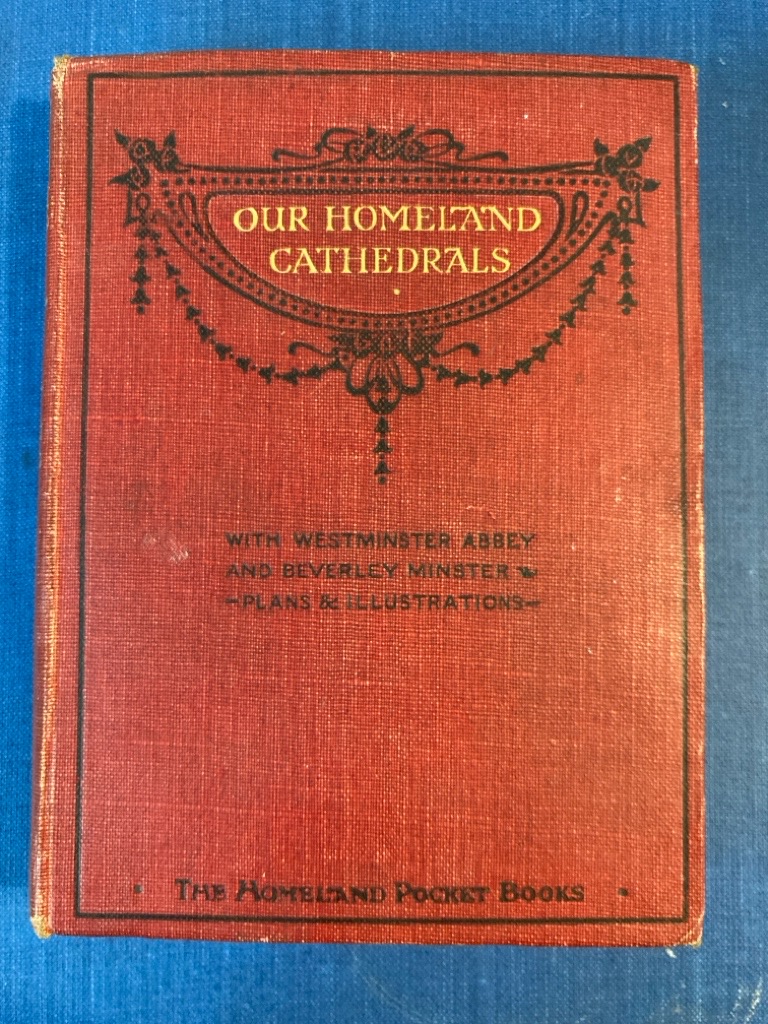 OUR HOMELAND
CATHEDRALS
WITH WESTMINSTER ABBEY
AND BEVERLEY MINSTER
-PLANS & ILLUSTRATIONS-
THE HOMELAND POCKET BOOKS